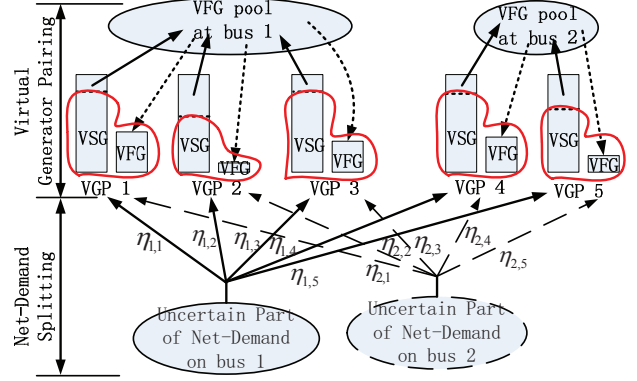 VFG pool
at bus 1
VFG pool
at bus 2
Virtual
Generator Pairing
VSG
VFG
VSG
VFG
VSG
VFG
VSG
VFG
VSG
VFG
VGP 1
VGP 2
VGP 3
VGP 4
VGP 5
Net-Demand
Splitting
η1,1
η1,2
η1,3
η1,4
η1,5
η2,1
η2,2
η2,3
η2,4
η2,5
Uncertain Part
of Net-Demand
on bus 1
Uncertain Part
of Net-Demand
on bus 2